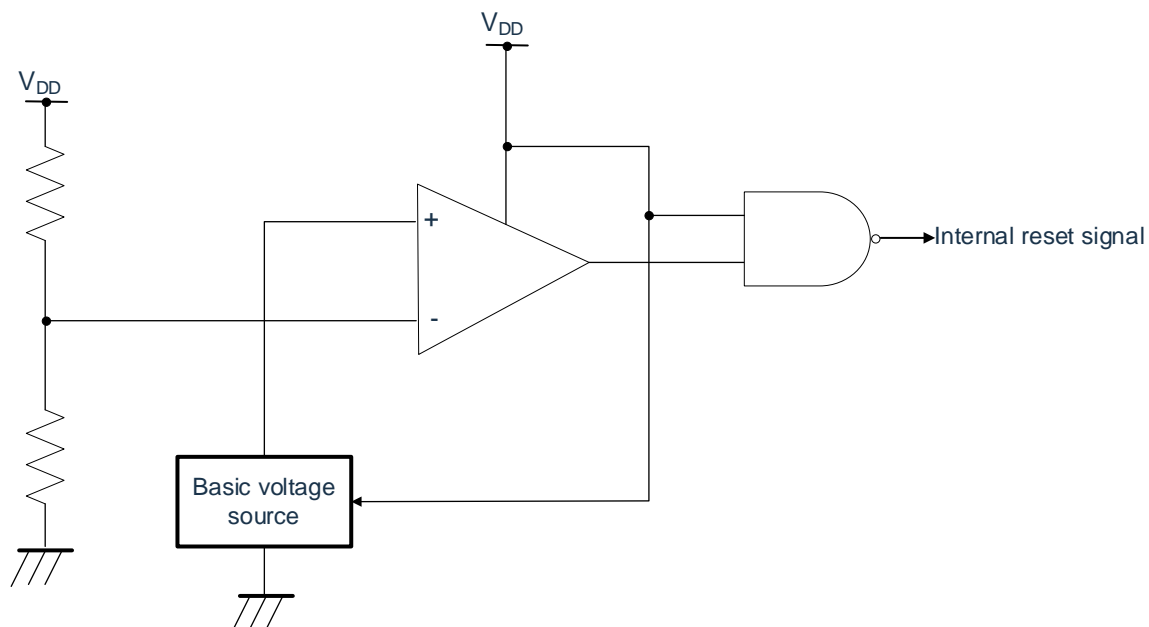 VDD
VDD
+
-
Internal reset signal
Basic voltage
source